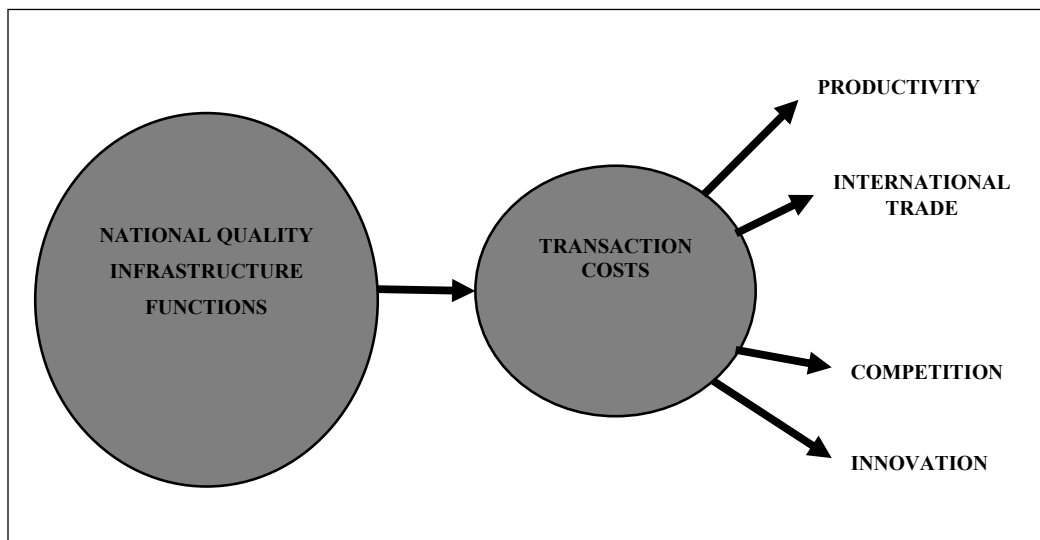 NATIONAL QUALITY
INFRASTRUCTURE
FUNCTIONS
TRANSACTION
COSTS
PRODUCTIVITY
INTERNATIONAL
TRADE
COMPETITION
INNOVATION